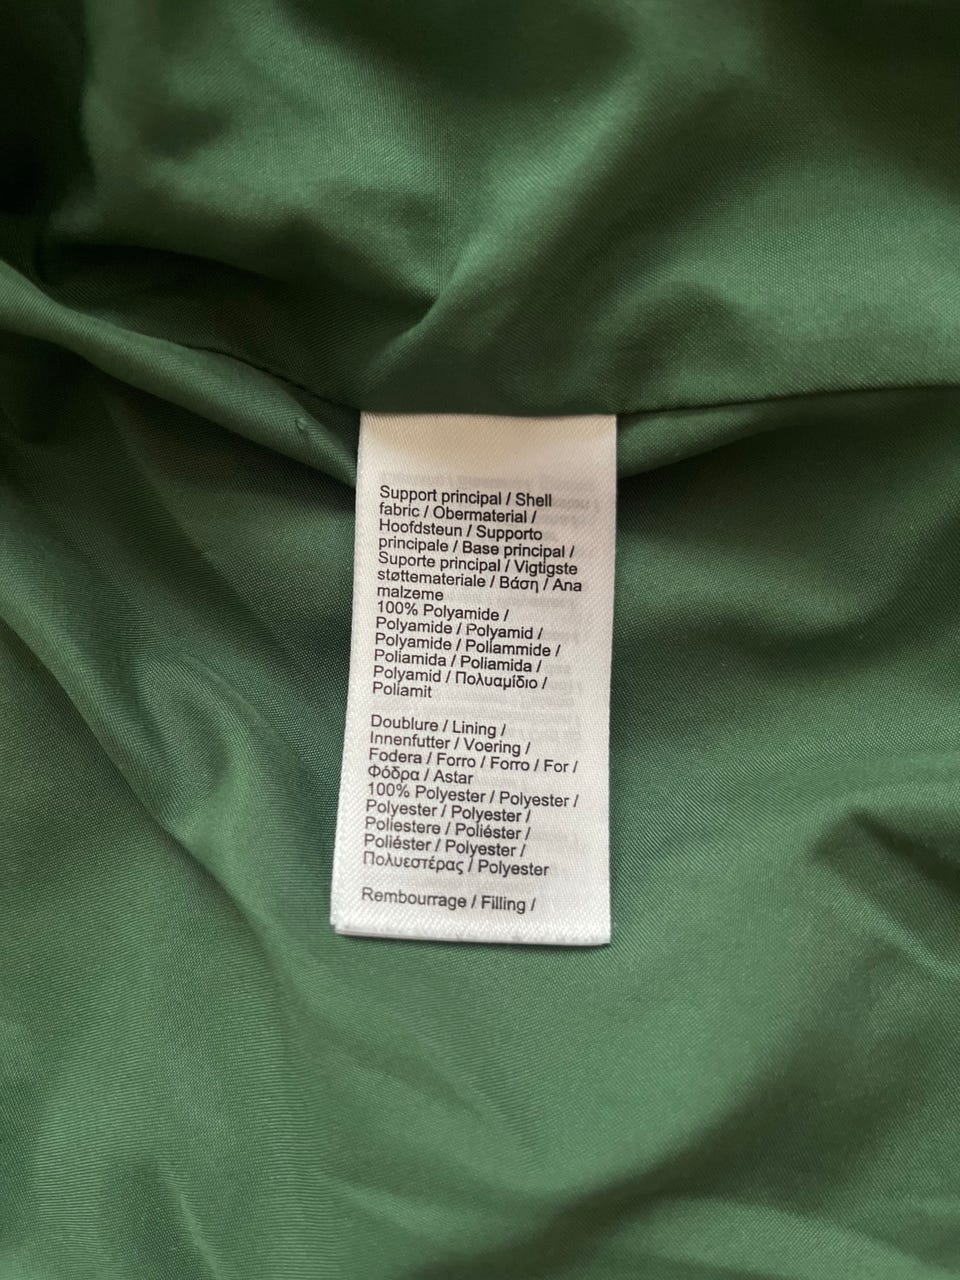 Support principal / Shell
fabric / Obermaterial /
Hoofdsteun / Supporto
principale / Base principal /
Suporte principal / Vigtigste
støttemateriale / Βάση / Ana
malzeme
100% Polyamide /
Polyamide / Polyamid /
Polyamide / Poliammide /
Poliamida / Poliamida /
Polyamid / Πολυαμίδιο /
Poliamit
Doublure / Lining /
Innenfutter / Voering /
Fodera / Forro / Forro / For /
Φόδρα / Astar
100% Polyester / Polyester /
Polyester / Polyester /
Poliestere / Poliéster /
Poliéster / Polyester /
Πολυεστέρας / Polyester
Rembourrage / Filling /